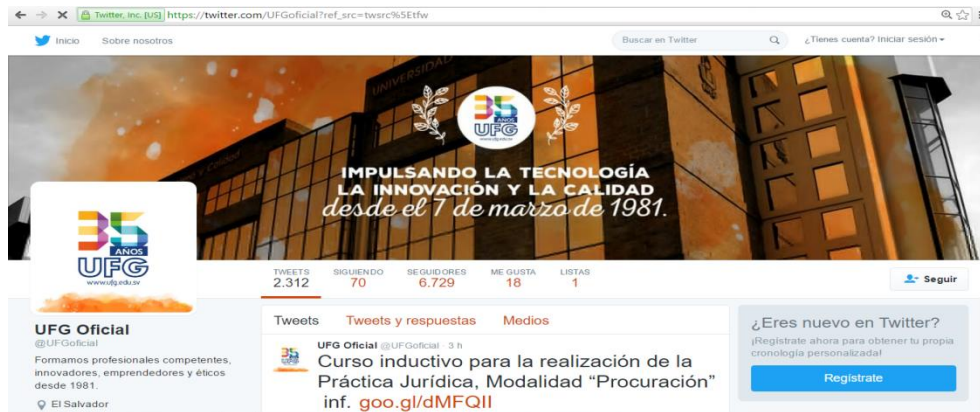 Twitter, Inc. [US] https://twitter.com/UFGoficial?ref_src=twsrc%5Etfw
Inicio Sobre nosotros Buscar en Twitter ¿Tienes cuenta? Iniciar sesión
UNIVERSIDAD
35
AÑOS
UFG
www.ufg.edu.sv
IMPULSANDO LA TECNOLOGÍA
LA INNOVACIÓN Y LA CALIDAD
desde el 7 de marzo de 1981.
35
AÑOS
UFG
www.ufg.edu.sv
TWEETS SIGUIENDO SEGUIDORES ME GUSTA LISTAS
2.312 70 6.729 18 1
Seguir
UFG Oficial
@UFGoficial
Formamos profesionales competentes,
innovadores, emprendedores y éticos
desde 1981.
El Salvador
Tweets Tweets y respuestas Medios
UFG Oficial @UFGoficial · 3 h
Curso inductivo para la realización de la
Práctica Jurídica, Modalidad “Procuración”
inf. goo.gl/dMFQII
¿Eres nuevo en Twitter?
¡Regístrate ahora para obtener tu propia
cronología personalizada!
Regístrate